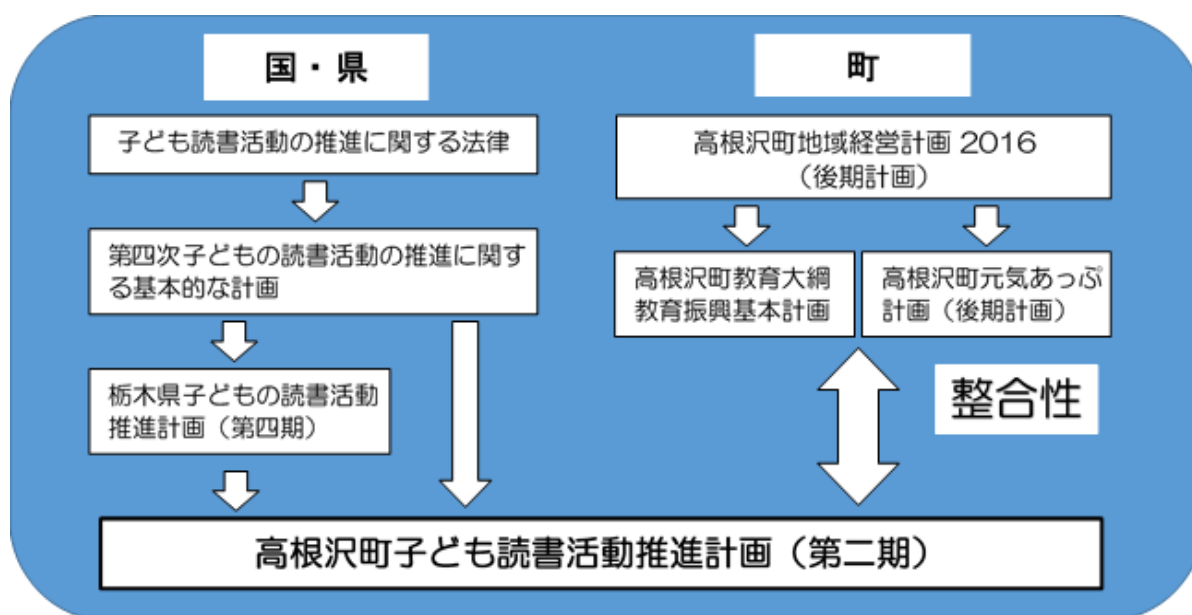 国・県
子ども読書活動の推進に関する法律
第四次子どもの読書活動の推進に関す
る基本的な計画
栃木県子どもの読書活動
推進計画（第四期）
町
高根沢町地域経営計画 2016
（後期計画）
高根沢町教育大綱
教育振興基本計画
高根沢町元気あっぷ
計画（後期計画）
整合性
高根沢町子ども読書活動推進計画（第二期）